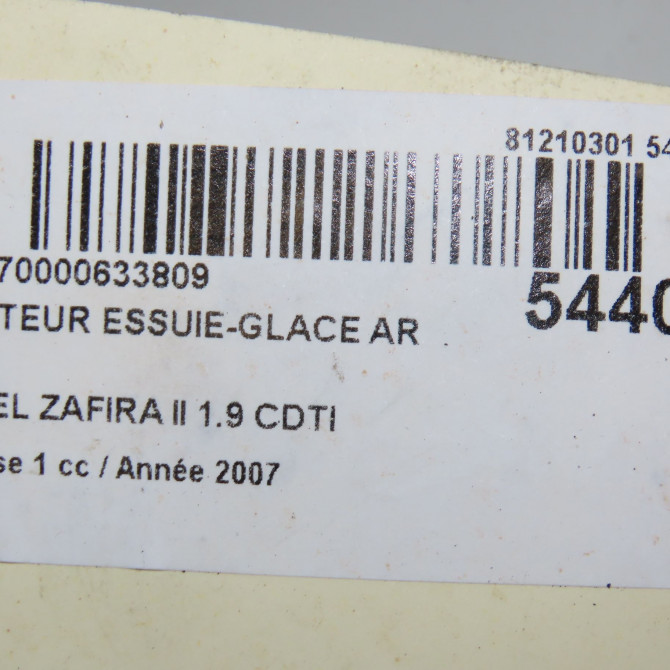 81210301 54
70000633809
5440
TEUR ESSUIE-GLACE AR
EL ZAFIRA II 1.9 CDTI
se 1 cc / Année 2007